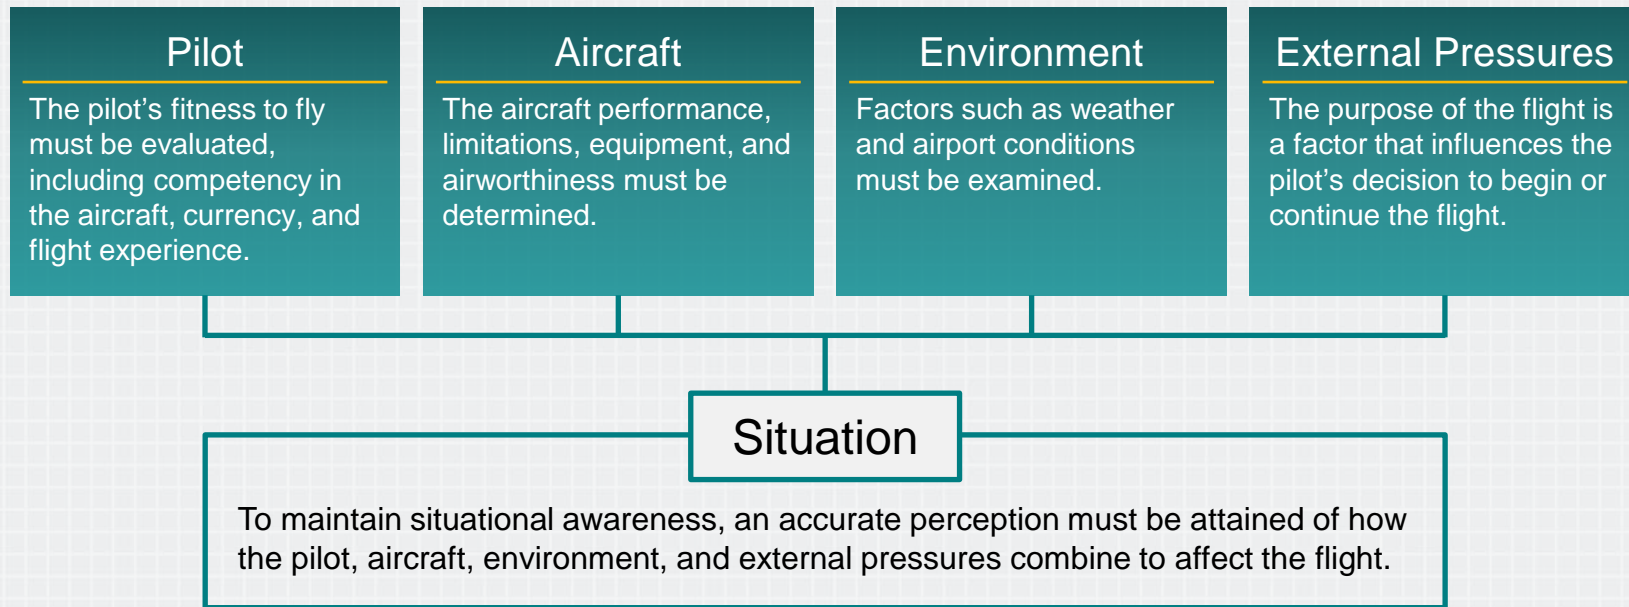 Pilot
The pilot’s fitness to fly
must be evaluated,
including competency in
the aircraft, currency, and
flight experience.
Aircraft
The aircraft performance,
limitations, equipment, and
airworthiness must be
determined.
Environment
Factors such as weather
and airport conditions
must be examined.
External Pressures
The purpose of the flight is
a factor that influences the
pilot’s decision to begin or
continue the flight.
Situation
To maintain situational awareness, an accurate perception must be attained of how
the pilot, aircraft, environment, and external pressures combine to affect the flight.